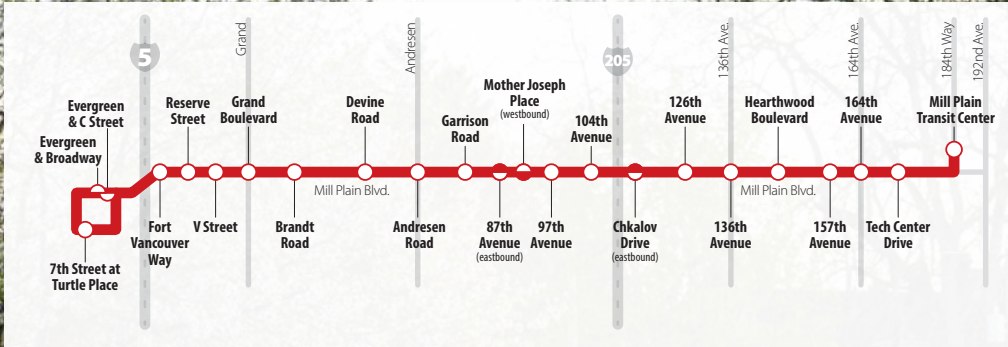 5
Grand
Andresen
205
136th Ave.
164th Ave.
184th Way
192nd Ave.
Evergreen
& C Street
Evergreen
& Broadway
Reserve
Street
Grand
Boulevard
Devine
Road
Garrison
Road
Mother Joseph
Place
(westbound)
104th
Avenue
126th
Avenue
Hearthwood
Boulevard
164th
Avenue
Mill Plain
Transit Center
Mill Plain Blvd.
Mill Plain Blvd.
7th Street at
Turtle Place
Fort
Vancouver
Way
V Street
Brandt
Road
Andresen
Road
87th
Avenue
(eastbound)
97th
Avenue
Chkalov
Drive
(eastbound)
136th
Avenue
157th
Avenue
Tech Center
Drive